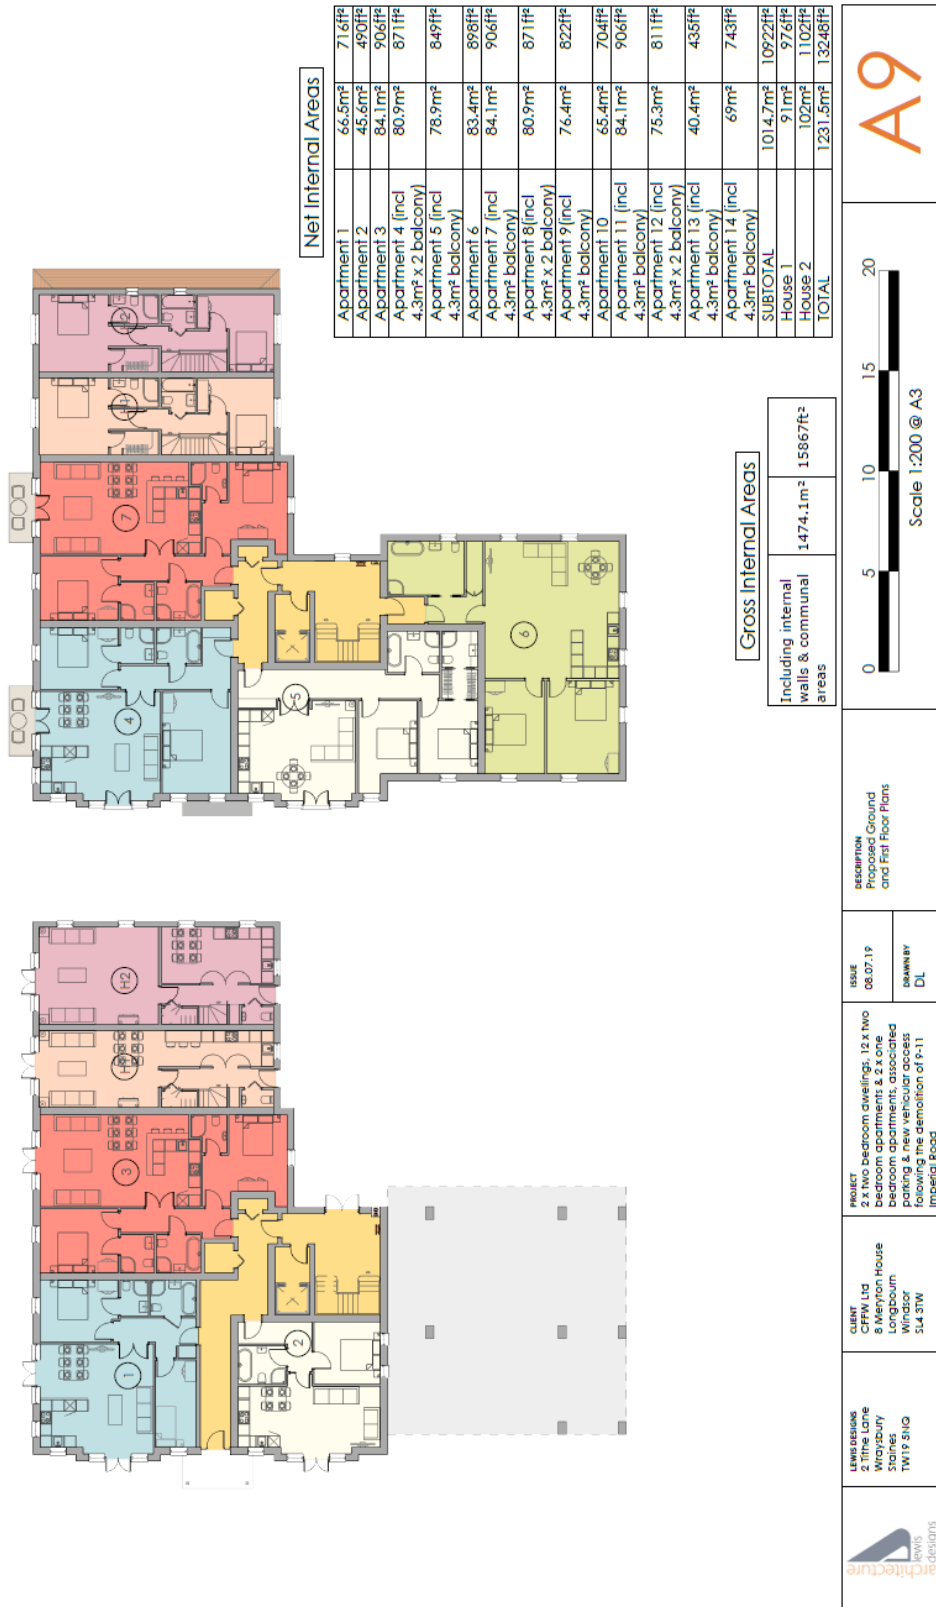 Net Internal Areas
Apartment 1 66.5m² 716ft²
Apartment 2 45.6m² 490ft²
Apartment 3 84.1m² 906ft²
Apartment 4 (incl 80.9m² 871ft²
4.3m² x 2 balcony)
Apartment 5 (incl 78.9m² 849ft²
4.3m² balcony)
Apartment 6 83.4m² 898ft²
Apartment 7 (incl 84.1m² 906ft²
4.3m² balcony)
Apartment 8(incl 80.9m² 871ft²
4.3m² x 2 balcony)
Apartment 9(incl 76.4m² 822ft²
4.3m² balcony)
Apartment 10 65.4m² 704ft²
Apartment 11 (incl 84.1m² 906ft²
4.3m² balcony)
Apartment 12 (incl 75.3m² 811ft²
4.3m² x 2 balcony)
Apartment 13 (incl 40.4m² 435ft²
4.3m² balcony)
Apartment 14 (incl 69m² 743ft²
4.3m² balcony)
SUBTOTAL 1014.7m² 10922ft²
House 1 91m² 976ft²
House 2 102m² 1102ft²
TOTAL 1231.5m² 13248ft²
Gross Internal Areas
Including internal
walls & communal 1474.1m² 15867ft²
areas
1
2
3
H1
H2
4
5
6
7
H1
H2
architecture
lewis
designs
LEWIS DESIGNS
2 Tithe Lane
Wraysbury
Staines
TW19 5NQ
CLIENT
CFFW Ltd
8 Meryton House
Longbourn
Windsor
SL4 3TW
PROJECT
2 x two bedroom dwellings, 12 x two
bedroom apartments & 2 x one
bedroom apartments, associated
parking & new vehicular access
following the demolition of 9-11
Imperial Road
ISSUE
08.07.19
DRAWN BY
DL
DESCRIPTION
Proposed Ground
and First Floor Plans
0 5 10 15 20
Scale 1:200 @ A3
A9